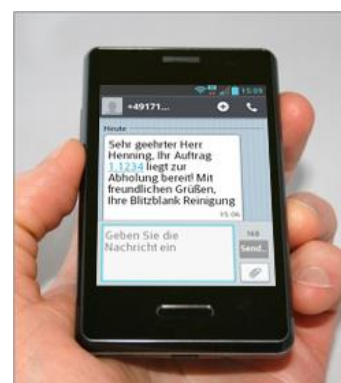 15:09
+49171...
Heute
Sehr geehrter Herr
Henning, Ihr Auftrag
1.1234 liegt zur
Abholung bereit! Mit
freundlichen Grüßen,
Ihre Blitzblank Reinigung
15:06
Geben Sie die
Nachricht ein
168
Send..